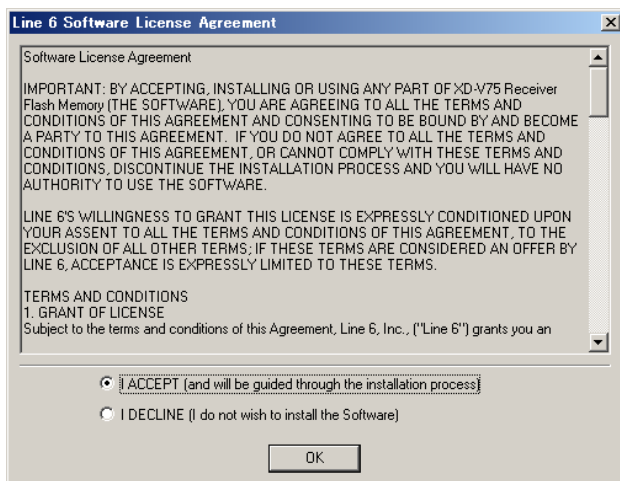 Line 6 Software License Agreement
Software License Agreement
IMPORTANT: BY ACCEPTING, INSTALLING OR USING ANY PART OF XD-V75 Receiver
Flash Memory (THE SOFTWARE), YOU ARE AGREEING TO ALL THE TERMS AND
CONDITIONS OF THIS AGREEMENT AND CONSENTING TO BE BOUND BY AND BECOME
A PARTY TO THIS AGREEMENT.  IF YOU DO NOT AGREE TO ALL THE TERMS AND
CONDITIONS OF THIS AGREEMENT, OR CANNOT COMPLY WITH THESE TERMS AND
CONDITIONS, DISCONTINUE THE INSTALLATION PROCESS AND YOU WILL HAVE NO
AUTHORITY TO USE THE SOFTWARE.
LINE 6'S WILLINGNESS TO GRANT THIS LICENSE IS EXPRESSLY CONDITIONED UPON
YOUR ASSENT TO ALL THE TERMS AND CONDITIONS OF THIS AGREEMENT, TO THE
EXCLUSION OF ALL OTHER TERMS; IF THESE TERMS ARE CONSIDERED AN OFFER BY
LINE 6, ACCEPTANCE IS EXPRESSLY LIMITED TO THESE TERMS.
TERMS AND CONDITIONS
1. GRANT OF LICENSE
Subject to the terms and conditions of this Agreement, Line 6, Inc., ("Line 6") grants you an
I ACCEPT (and will be guided through the installation process)
I DECLINE (I do not wish to install the Software)
OK